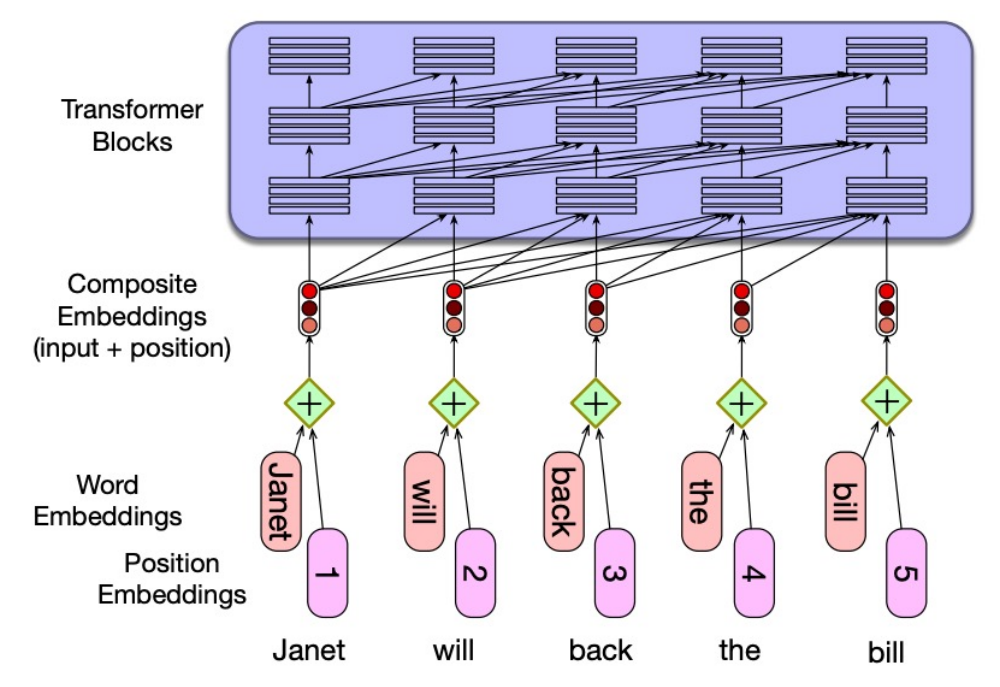 Transformer
Blocks
Composite
Embeddings
(input + position)
+ + + + +
Word
Embeddings
Janet will back the bill
Position
Embeddings
1 2 3 4 5
Janet will back the bill